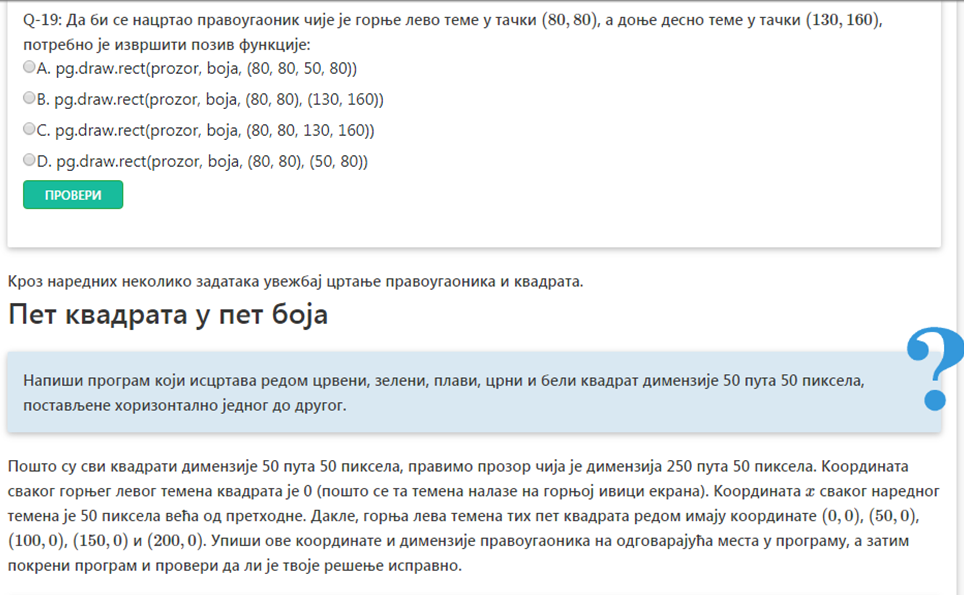 Q-19: Да би се нацртао правоугаоник чије је горње лево теме у тачки (80, 80), а доње десно теме у тачки (130, 160),
потребно је извршити позив функције:
A. pg.draw.rect(prozor, boja, (80, 80, 50, 80))
B. pg.draw.rect(prozor, boja, (80, 80), (130, 160))
C. pg.draw.rect(prozor, boja, (80, 80, 130, 160))
D. pg.draw.rect(prozor, boja, (80, 80), (50, 80))
ПРОВЕРИ
Кроз наредних неколико задатака увежбај цртање правоугаоника и квадрата.
Пет квадрата у пет боја
?
Напиши програм који исцртава редом црвени, зелени, плави, црни и бели квадрат димензије 50 пута 50 пиксела,
постављене хоризонтално једног до другог.
Пошто су сви квадрати димензије 50 пута 50 пиксела, правимо прозор чија је димензија 250 пута 50 пиксела. Координата
сваког горњег левог темена квадрата је 0 (пошто се та темена налазе на горњој ивици екрана). Координата x сваког наредног
темена је 50 пиксела већа од претходне. Дакле, горња лева темена тих пет квадрата редом имају координате (0, 0), (50, 0),
(100, 0), (150, 0) и (200, 0). Упиши ове координате и димензије правоугаоника на одговарајућа места у програму, а затим
покрени програм и провери да ли је твоје решење исправно.